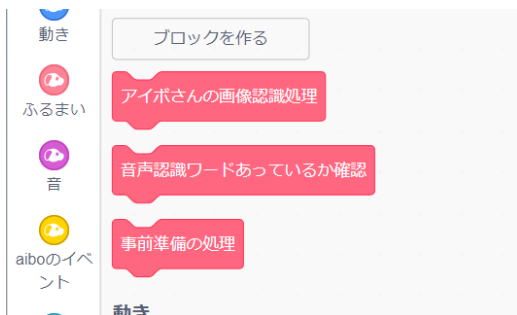 動き
ふるまい
音
aiboのイベ
ント
ブロックを作る
アイボさんの画像認識処理
音声認識ワードあっているか確認
事前準備の処理
動き